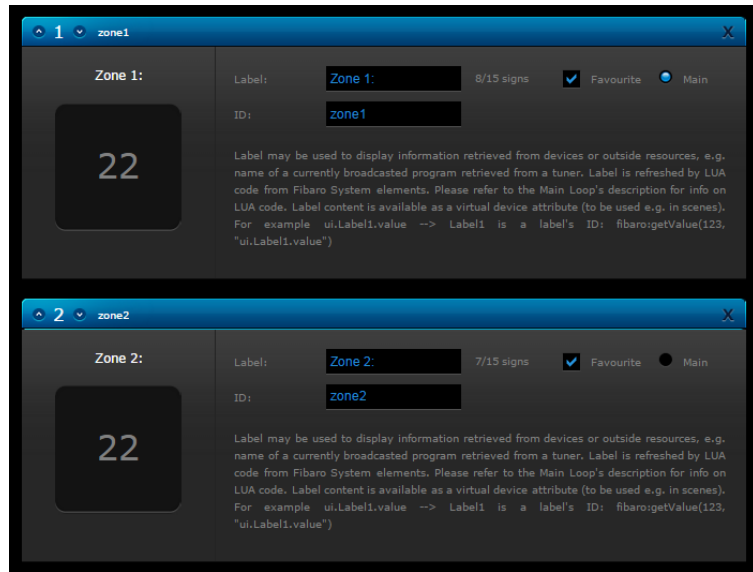 1 zone1 X
Zone 1:
Label: Zone 1: 8/15 signs Favourite Main
ID: zone1
22
Label may be used to display information retrieved from devices or outside resources, e.g.
name of a currently broadcasted program retrieved from a tuner. Label is refreshed by LUA
code from Fibaro System elements. Please refer to the Main Loop's description for info on
LUA code. Label content is available as a virtual device attribute (to be used e.g. in scenes).
For example ui.Label1.value --> Label1 is a label's ID: fibaro:getValue(123,
"ui.Label1.value")
2 zone2 X
Zone 2:
Label: Zone 2: 7/15 signs Favourite Main
ID: zone2
22
Label may be used to display information retrieved from devices or outside resources, e.g.
name of a currently broadcasted program retrieved from a tuner. Label is refreshed by LUA
code from Fibaro System elements. Please refer to the Main Loop's description for info on
LUA code. Label content is available as a virtual device attribute (to be used e.g. in scenes).
For example ui.Label1.value --> Label1 is a label's ID: fibaro:getValue(123,
"ui.Label1.value")